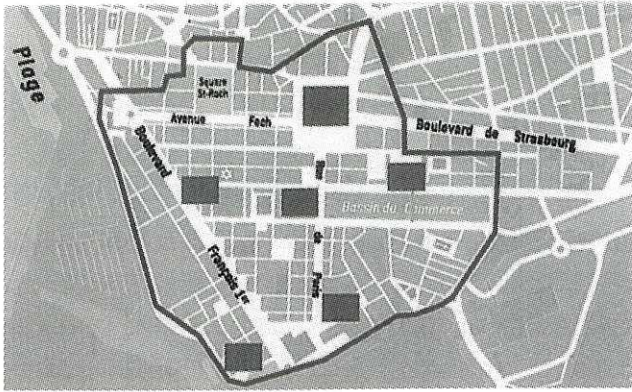 Plage
Square
St-Roch
Avenue Foch
Boulevard de Strasbourg
Boulevard
François 1er
Rue
de
Paris
Bassin du Commerce